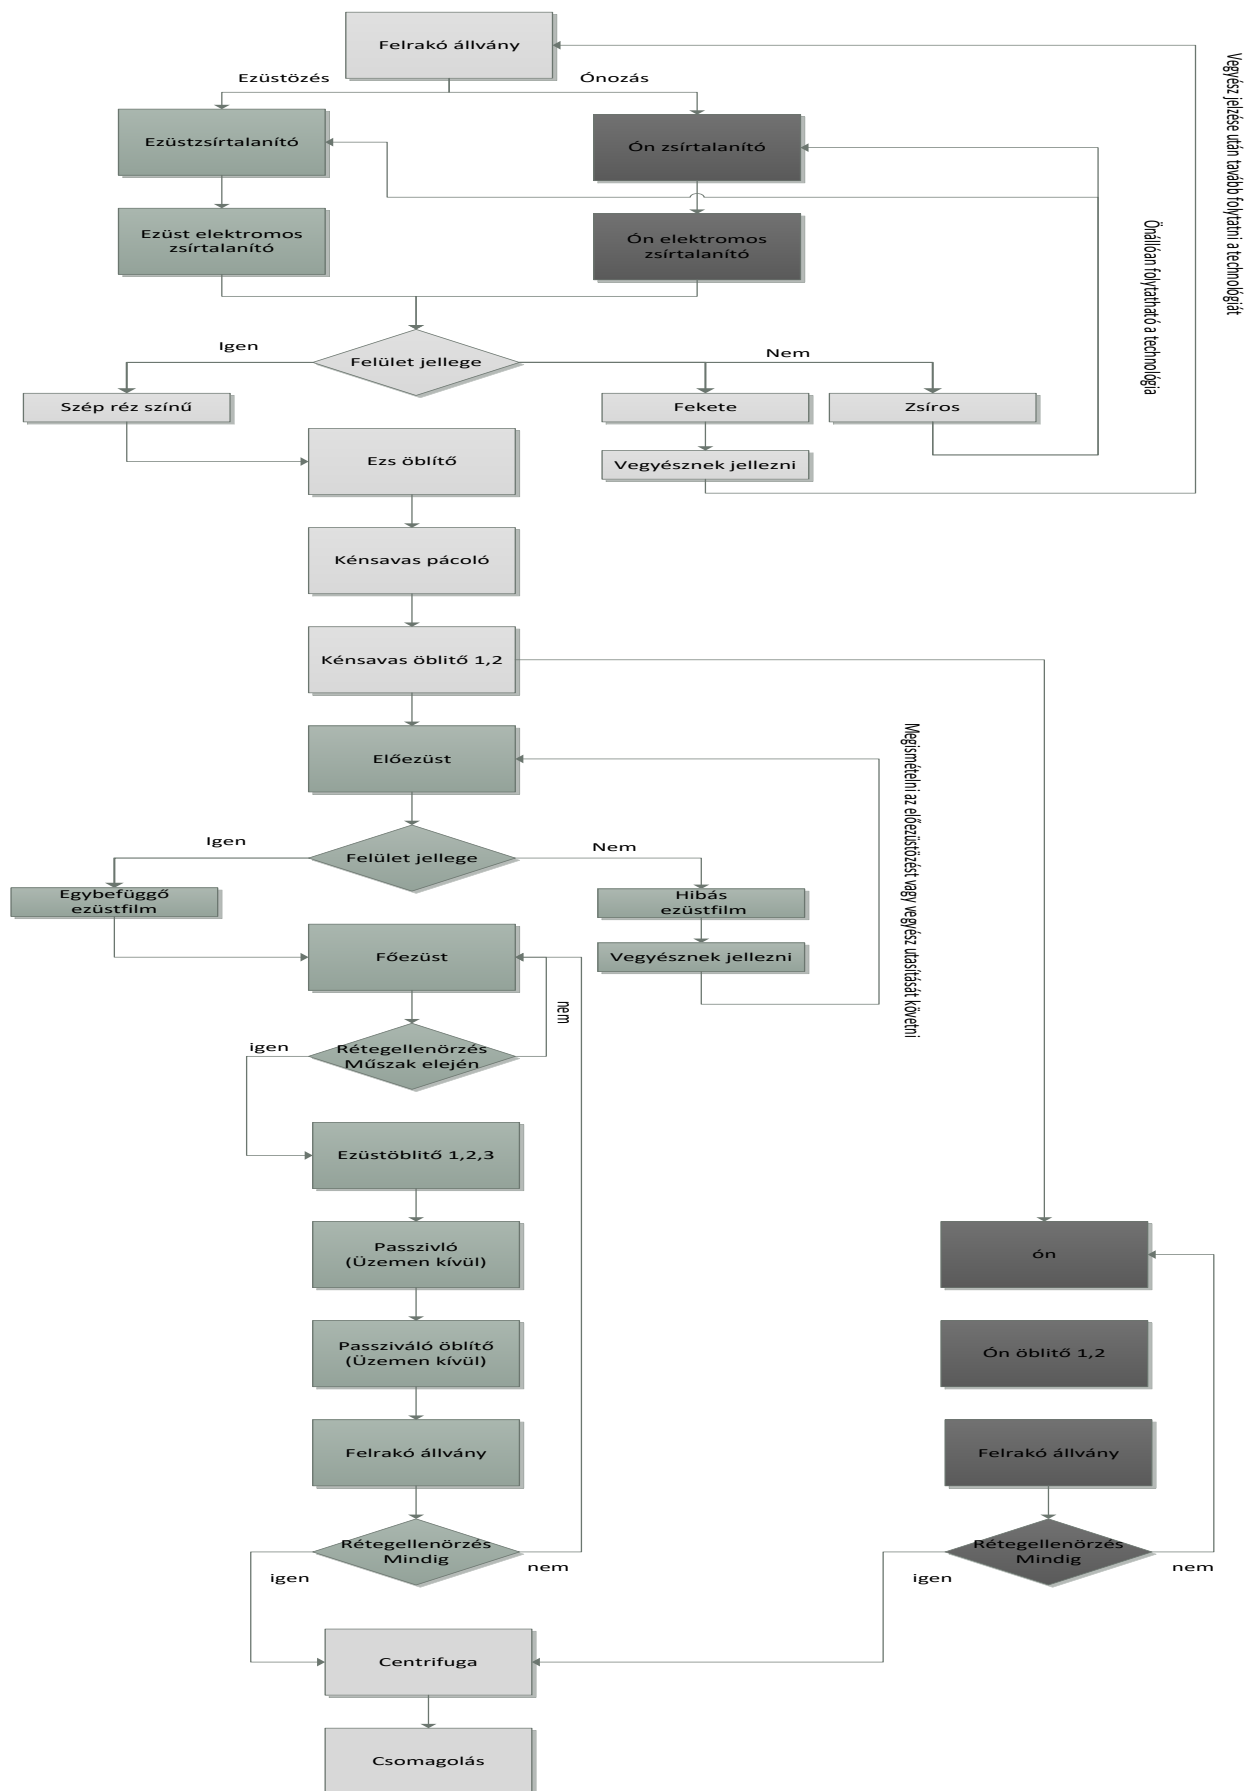 Felrakó állvány
Ezüstözés
Ónozás
Ezüstzsírtalanító
Ón zsírtalanító
Ezüst elektromos
zsírtalanító
Ón elektromos
zsírtalanító
Vegyész jelzése után tavább folytatni a technológiát
Önállóan folytatható a technológia
Igen
Felület jellege
Nem
Szép réz színű
Fekete
Zsíros
Ezs öblítő
Vegyésznek jellezni
Kénsavas pácoló
Kénsavas öblitő 1,2
Előezüst
Megismételni az előezüstözést vagy vegyész utasítását követni
Igen
Felület jellege
Nem
Egybefüggő
ezüstfilm
Hibás
ezüstfilm
Főezüst
Vegyésznek jellezni
nem
igen
Rétegellenörzés
Műszak elején
Ezüstöblitő 1,2,3
Passzivló
(Üzemen kívül)
ón
Passziváló öblítő
(Üzemen kívül)
Ón öblitő 1,2
Felrakó állvány
Felrakó állvány
Rétegellenörzés
Mindig
igen
nem
Rétegellenörzés
Mindig
igen
nem
Centrifuga
Csomagolás